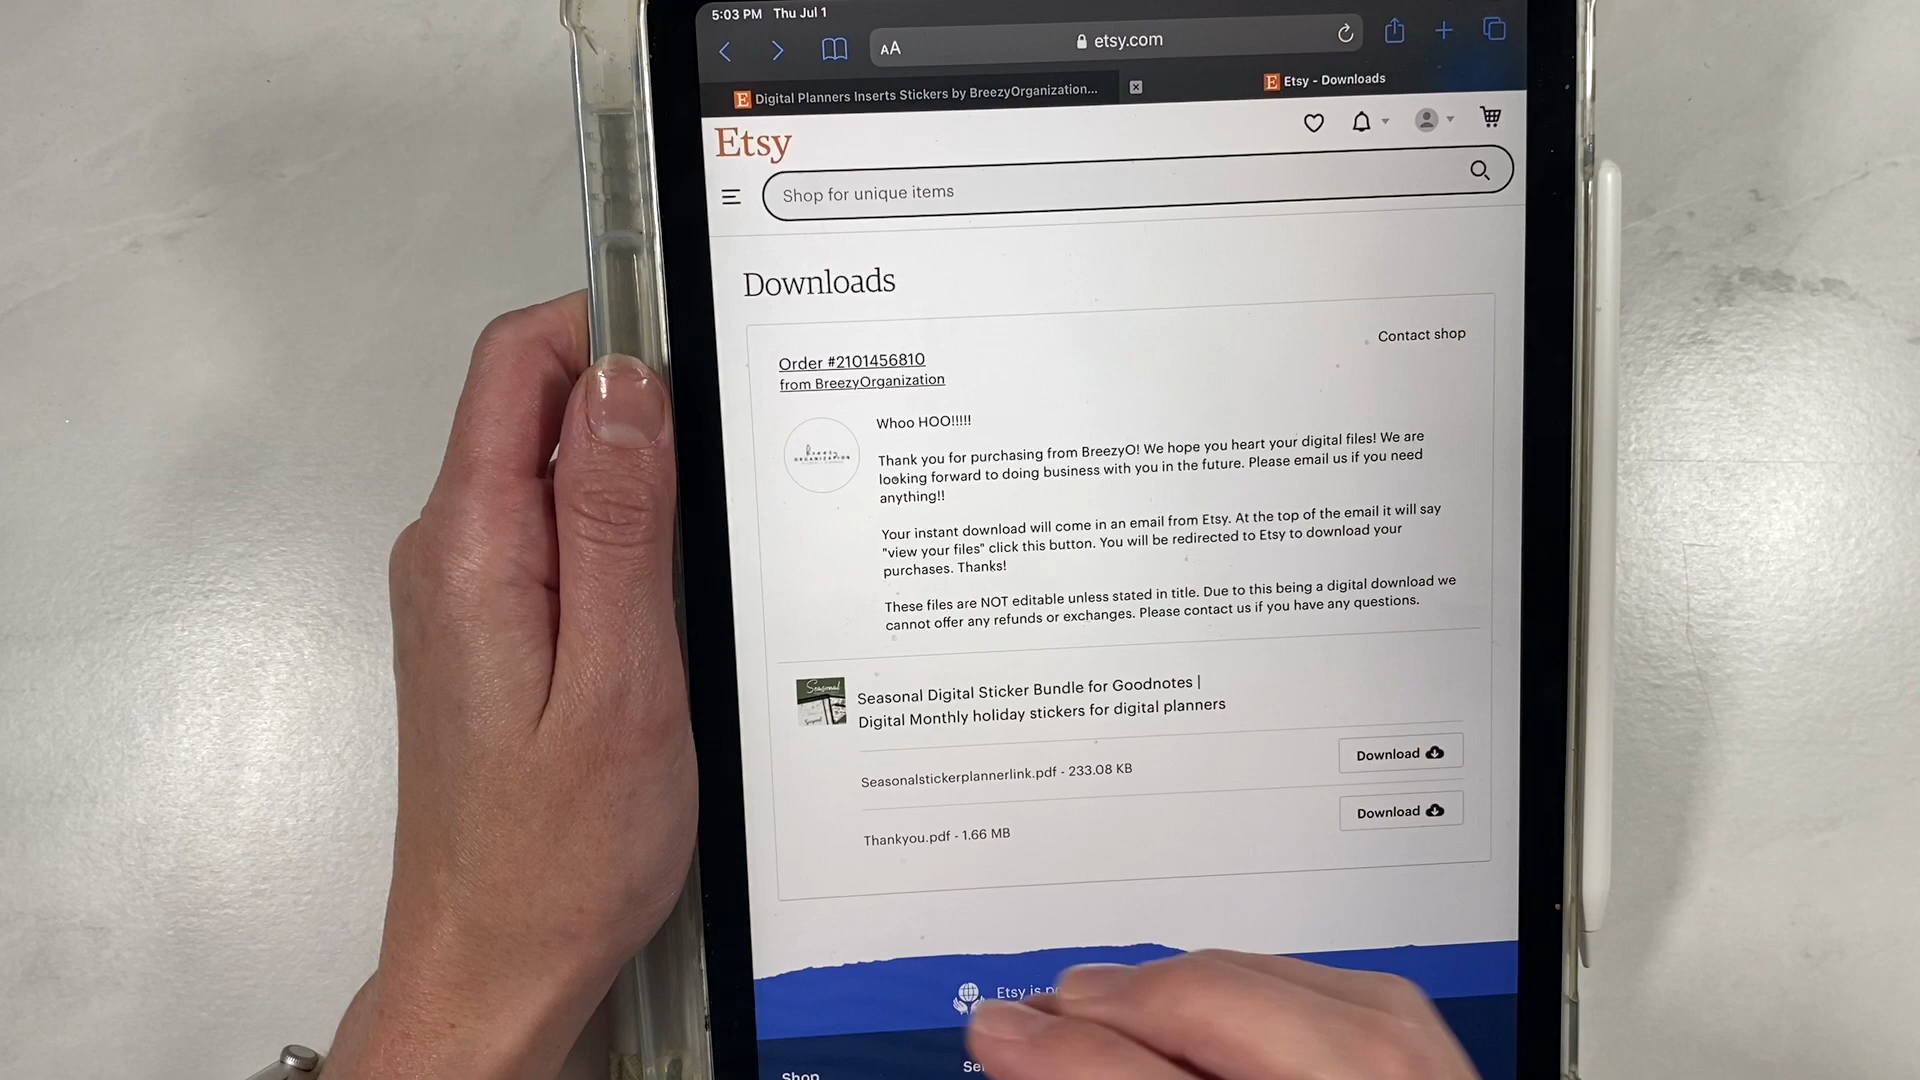 5:03 PM Thu Jul 1
AA etsy.com
Digital Planners Inserts Stickers by BreezyOrganization...
Etsy - Downloads
Etsy
Shop for unique items
Downloads
Contact shop
Order #2101456810
from BreezyOrganization
Whoo HOO!!!!!
Thank you for purchasing from BreezyO! We hope you heart your digital files! We are
looking forward to doing business with you in the future. Please email us if you need
anything!!
Your instant download will come in an email from Etsy. At the top of the email it will say
"view your files" click this button. You will be redirected to Etsy to download your
purchases. Thanks!
These files are NOT editable unless stated in title. Due to this being a digital download we
cannot offer any refunds or exchanges. Please contact us if you have any questions.
Seasonal
Seasonal Digital Sticker Bundle for Goodnotes |
Digital Monthly holiday stickers for digital planners
Seasonalstickerplannerlink.pdf - 233.08 KB
Download
Thankyou.pdf - 1.66 MB
Download
Etsy is
Shop